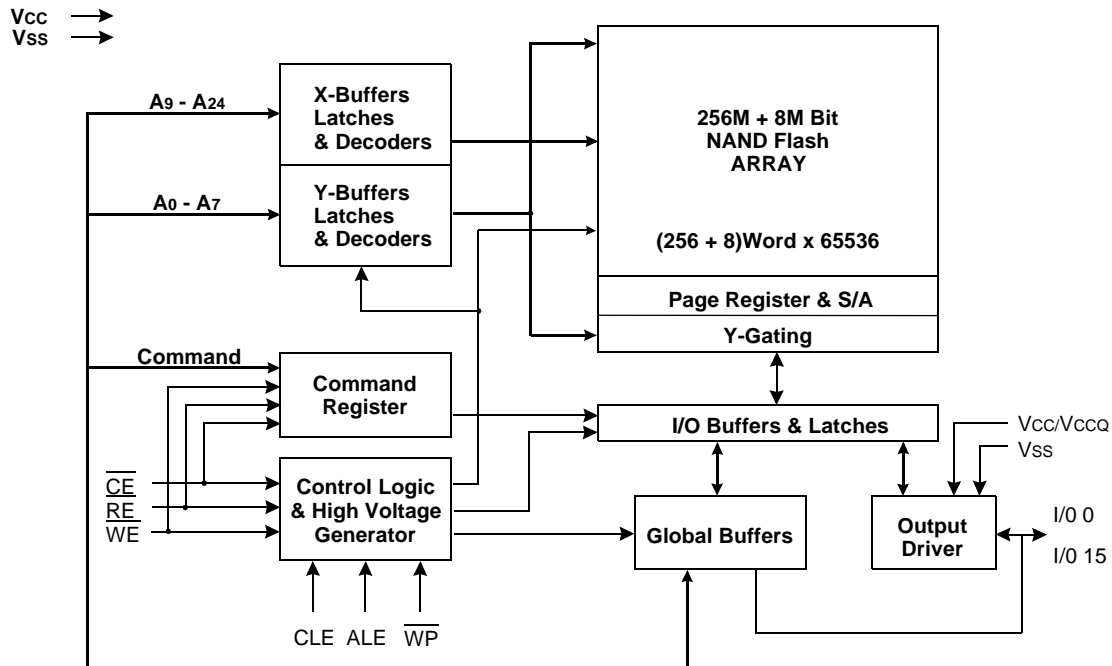 VCC
VSS
A9 - A24
X-Buffers
Latches
& Decoders
A0 - A7
Y-Buffers
Latches
& Decoders
256M + 8M Bit
NAND Flash
ARRAY
(256 + 8)Word x 65536
Page Register & S/A
Y-Gating
Command
Command
Register
I/O Buffers & Latches
VCC/VCCQ
VSS
CE
RE
WE
Control Logic
& High Voltage
Generator
Global Buffers
Output
Driver
I/0 0
I/0 15
CLE
ALE
WP